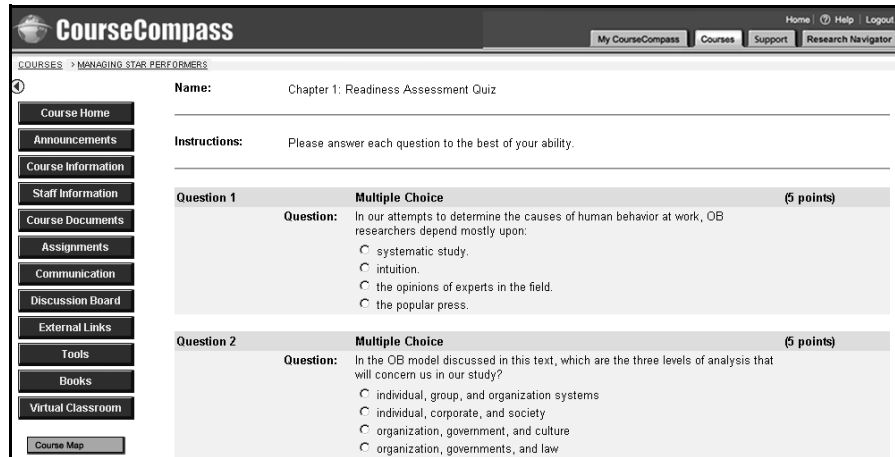 CourseCompass
Home | ? Help | Logout
My CourseCompass Courses Support Research Navigator
COURSES > MANAGING STAR PERFORMERS
Course Home
Announcements
Course Information
Staff Information
Course Documents
Assignments
Communication
Discussion Board
External Links
Tools
Books
Virtual Classroom
Course Map
Name: Chapter 1: Readiness Assessment Quiz
Instructions: Please answer each question to the best of your ability.
Question 1 Multiple Choice (5 points)
Question: In our attempts to determine the causes of human behavior at work, OB
researchers depend mostly upon:
systematic study.
intuition.
the opinions of experts in the field.
the popular press.
Question 2 Multiple Choice (5 points)
Question: In the OB model discussed in this text, which are the three levels of analysis that
will concern us in our study?
individual, group, and organization systems
individual, corporate, and society
organization, government, and culture
organization, governments, and law